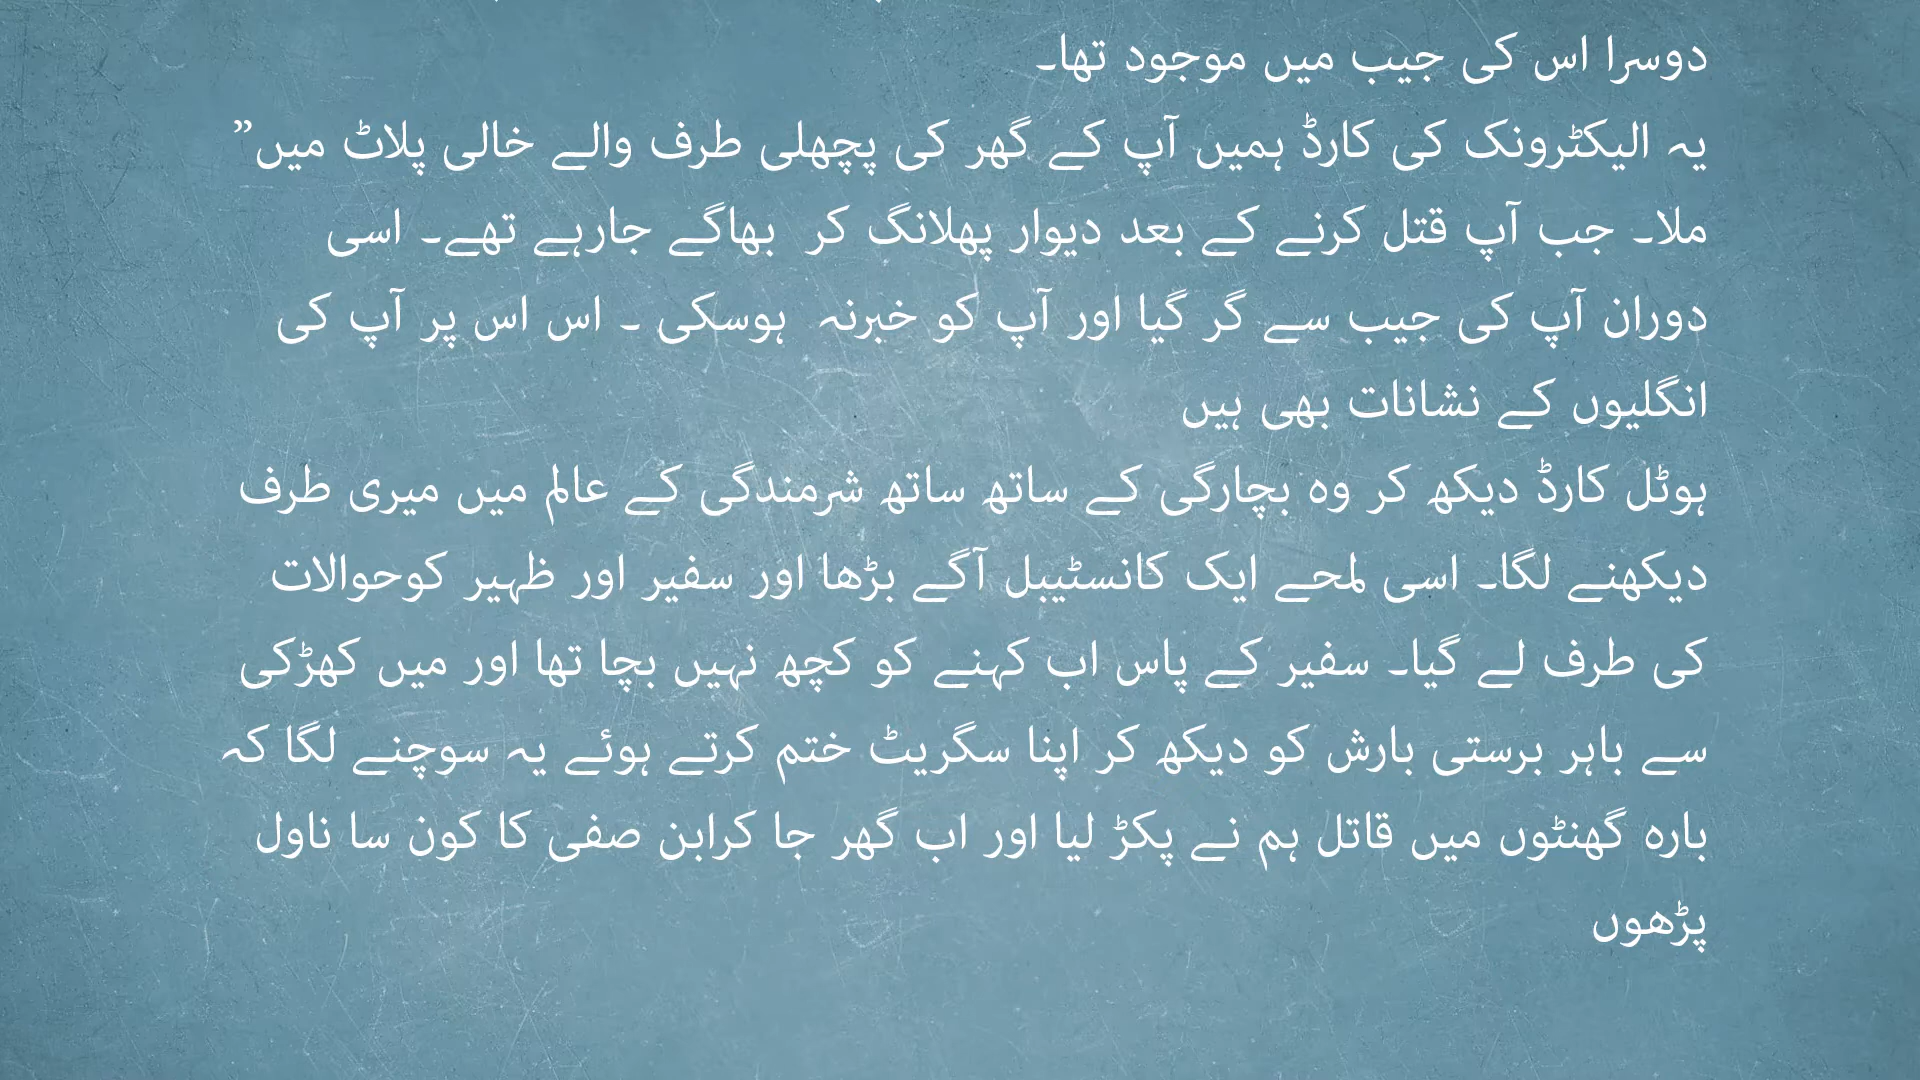 دوسرا اس کی جیب میں موجود تھا۔
یہ الیکٹرونک کی کارڈ ہمیں آپ کے گھر کی پچھلی طرف والے خالی پلاٹ میں”
ملا۔ جب آپ قتل کرنے کے بعد دیوار پھلانگ کر  بھاگے جارہے تھے۔ اسی
دوران آپ کی جیب سے گر گیا اور آپ کو خبرنہ  ہوسکی ۔ اس اس پر آپ کی
انگلیوں کے نشانات بھی ہیں
ہوٹل کارڈ دیکھ کر وہ بچارگی کے ساتھ ساتھ شرمندگی کے عالم میں میری طرف
دیکھنے لگا۔ اسی لمحے ایک کانسٹیبل آگے بڑھا اور سفیر اور ظہیر کوحوالات
کی طرف لے گیا۔ سفیر کے پاس اب کہنے کو کچھ نہیں بچا تھا اور میں کھڑکی
سے باہر برستی بارش کو دیکھ کر اپنا سگریٹ ختم کرتے ہوئے یہ سوچنے لگا کہ
بارہ گھنٹوں میں قاتل ہم نے پکڑ لیا اور اب گھر جا کرابن صفی کا کون سا ناول
پڑھوں